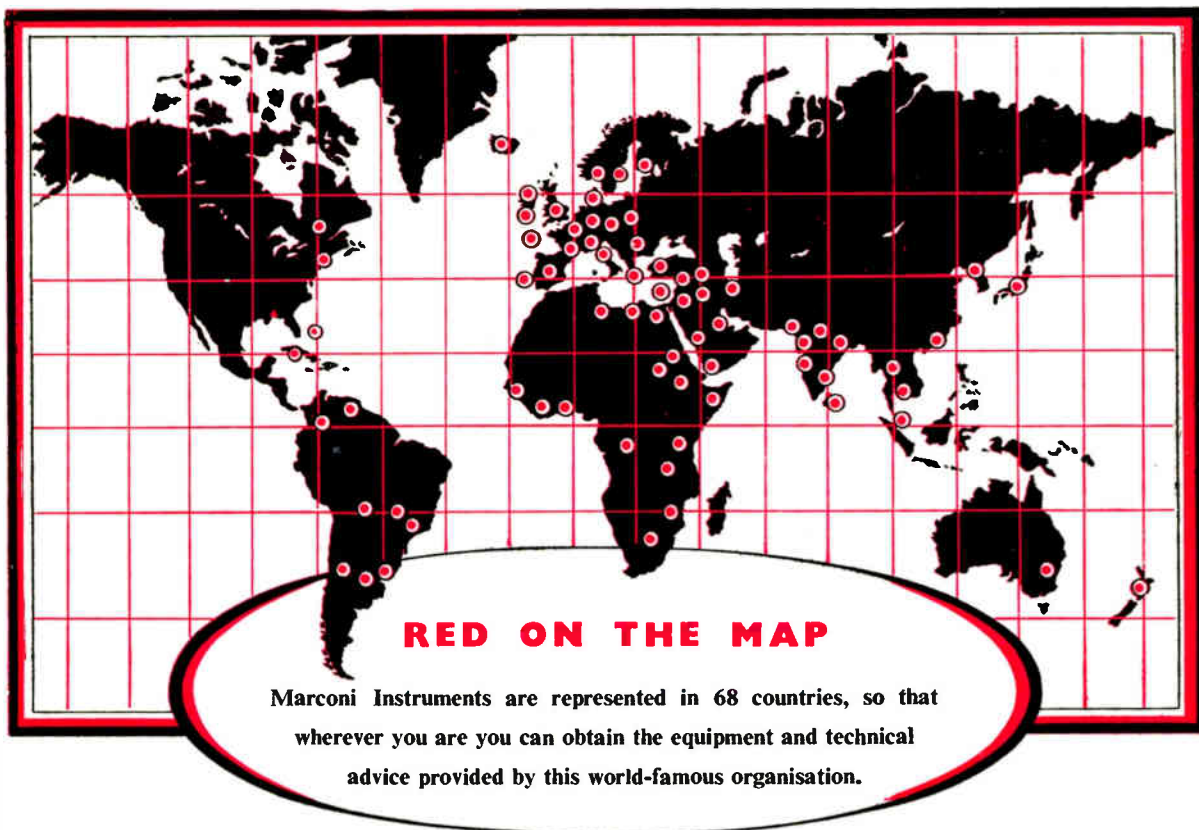 RED ON THE MAP
Marconi Instruments are represented in 68 countries, so that
wherever you are you can obtain the equipment and technical
advice provided by this world-famous organisation.